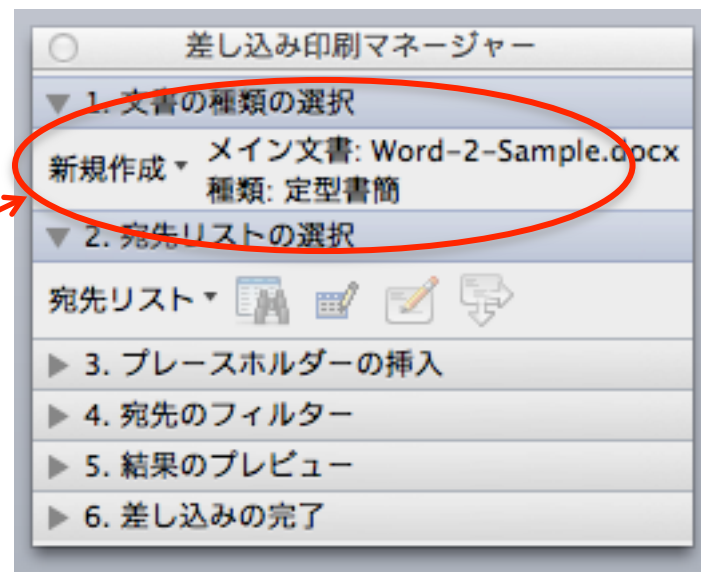 差し込み印刷マネージャー
1. 文書の種類の選択
新規作成
メイン文書: Word-2-Sample.docx
種類: 定型書簡
2. 宛先リストの選択
宛先リスト
3. プレースホルダーの挿入
4. 宛先のフィルター
5. 結果のプレビュー
6. 差し込みの完了